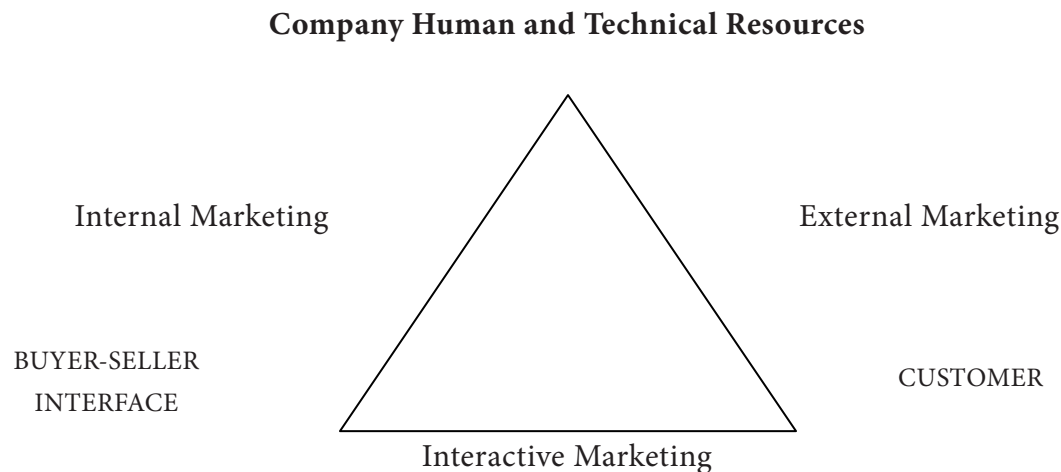 Company Human and Technical Resources
Internal Marketing
External Marketing
BUYER-SELLER
INTERFACE
CUSTOMER
Interactive Marketing